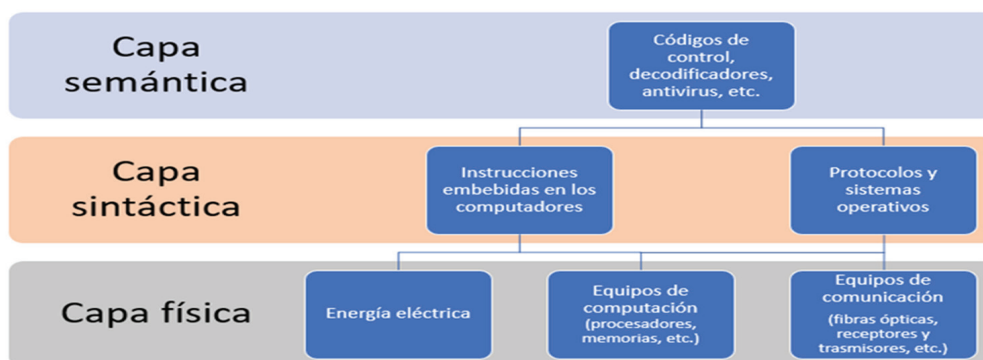 Capa
semántica
Códigos de
control,
decodificadores,
antivirus, etc.
Capa
sintáctica
Instrucciones
embebidas en los
computadores
Protocolos y
sistemas
operativos
Capa física
Energía eléctrica
Equipos de
computación
(procesadores,
memorias, etc.)
Equipos de
comunicación
(fibras ópticas,
receptores y
trasmisores, etc.)